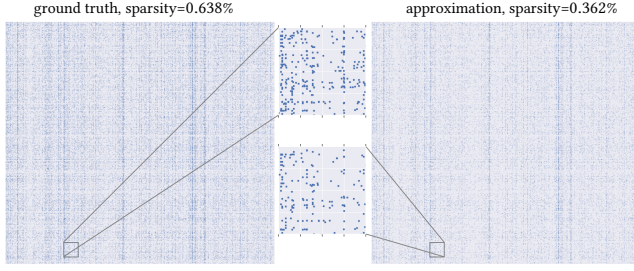 ground truth, sparsity=0.638%
approximation, sparsity=0.362%